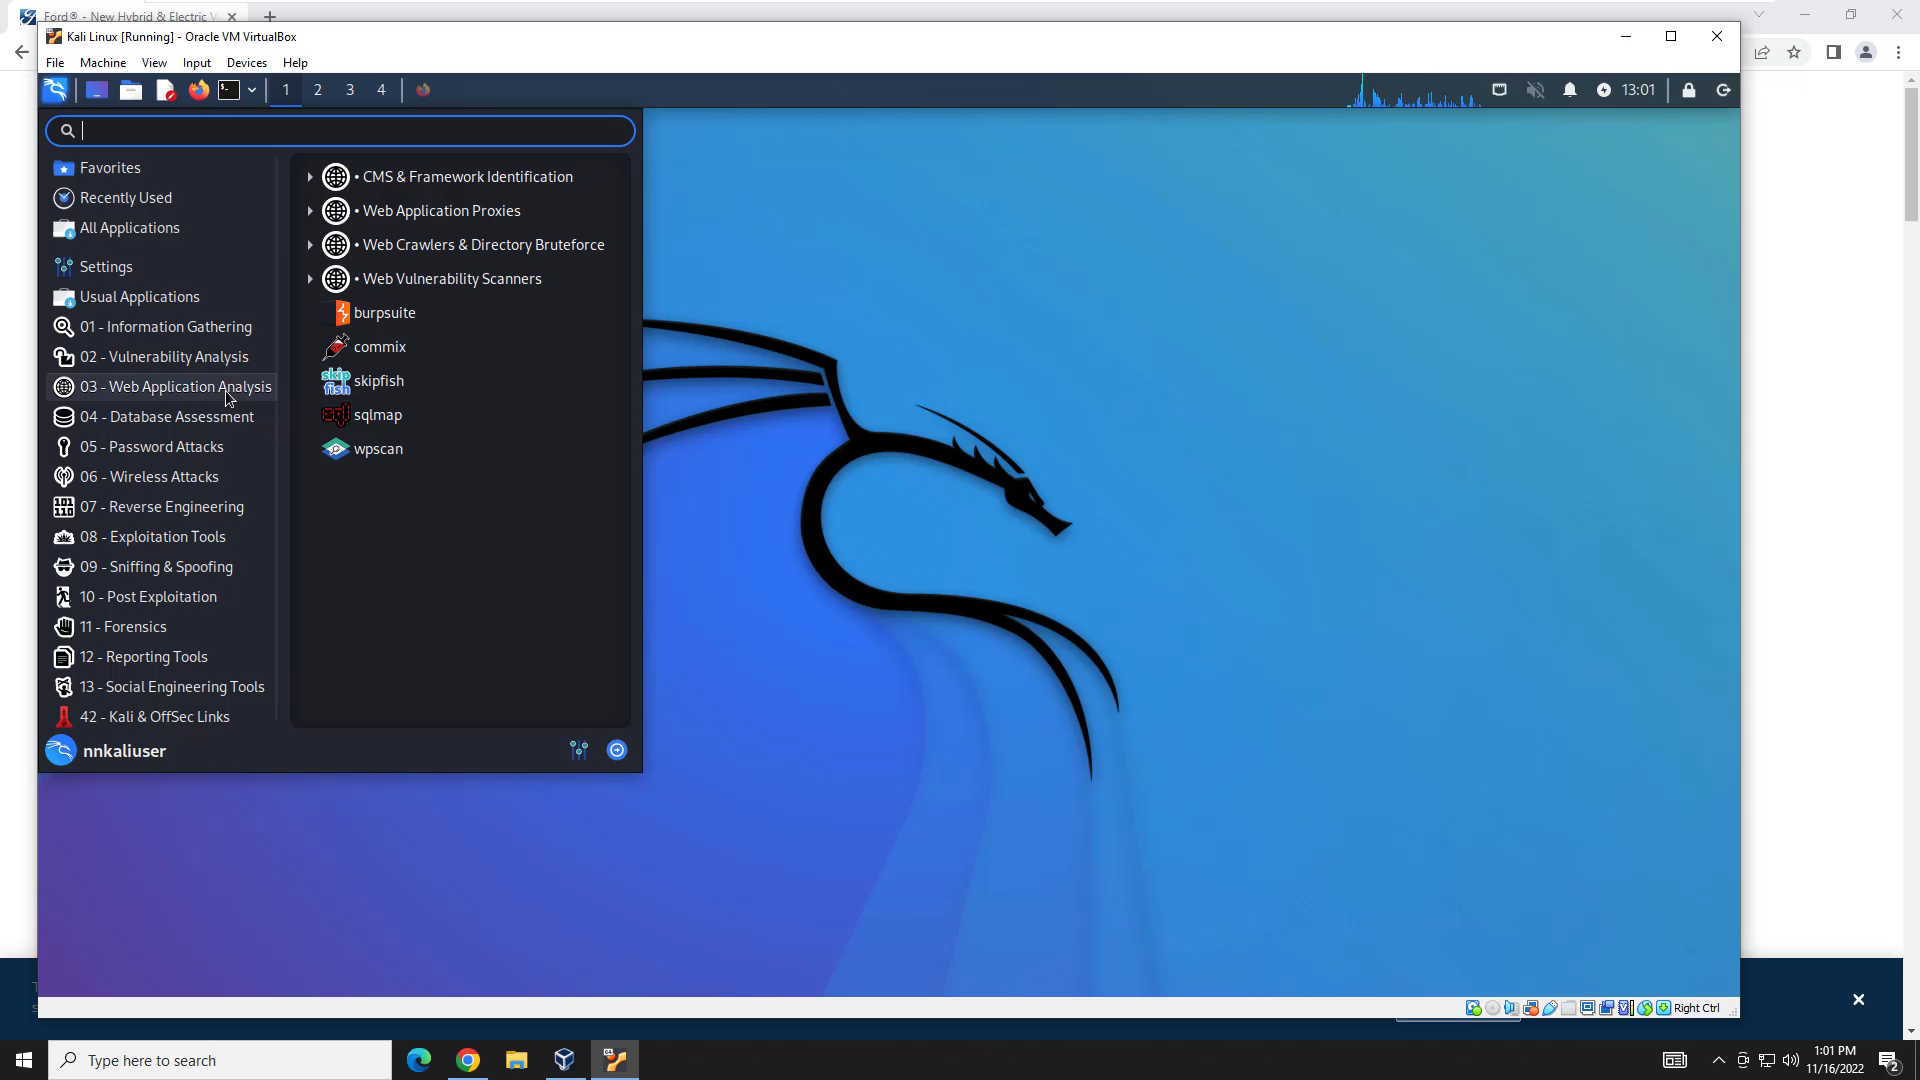 Ford® - New Hybrid & Electric V
Kali Linux [Running] - Oracle VM VirtualBox
File Machine View Input Devices Help
1 2 3 4
13:01
Favorites
Recently Used
All Applications
Settings
Usual Applications
01 - Information Gathering
02 - Vulnerability Analysis
03 - Web Application Analysis
04 - Database Assessment
05 - Password Attacks
06 - Wireless Attacks
07 - Reverse Engineering
08 - Exploitation Tools
09 - Sniffing & Spoofing
10 - Post Exploitation
11 - Forensics
12 - Reporting Tools
13 - Social Engineering Tools
42 - Kali & OffSec Links
• CMS & Framework Identification
• Web Application Proxies
• Web Crawlers & Directory Bruteforce
• Web Vulnerability Scanners
burpsuite
commix
skipfish
sqlmap
wpscan
nnkaliuser
Right Ctrl
Type here to search
1:01 PM
11/16/2022
2